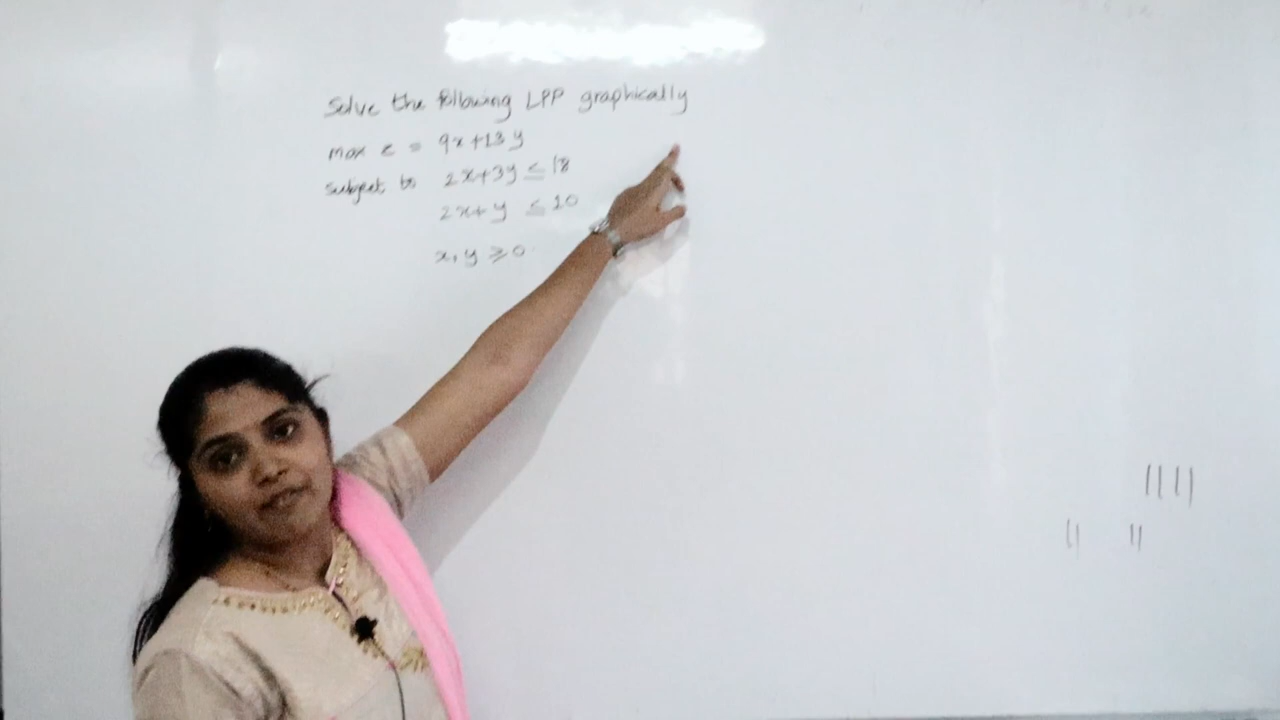 Solve the following LPP graphically
max z = 9x+13y
subject to 2x+3y ≤ 18
2x+y ≤ 10
x, y ≥ 0